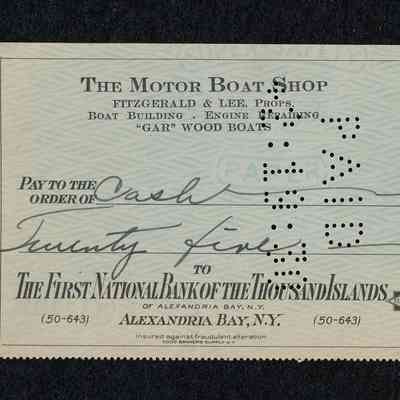 THE MOTOR BOAT SHOP
FITZGERALD & LEE, PROPS.
BOAT BUILDING . ENGINE REPAIRING
"GAR" WOOD BOATS
PAY TO THE
ORDER OF Cash
Twenty Five
TO
THE FIRST NATIONAL BANK OF THE THOUSAND ISLANDS
OF ALEXANDRIA BAY, N.Y.
(50-643) ALEXANDRIA BAY, N.Y. (50-643)
Insured against fraudulent alteration
PAID